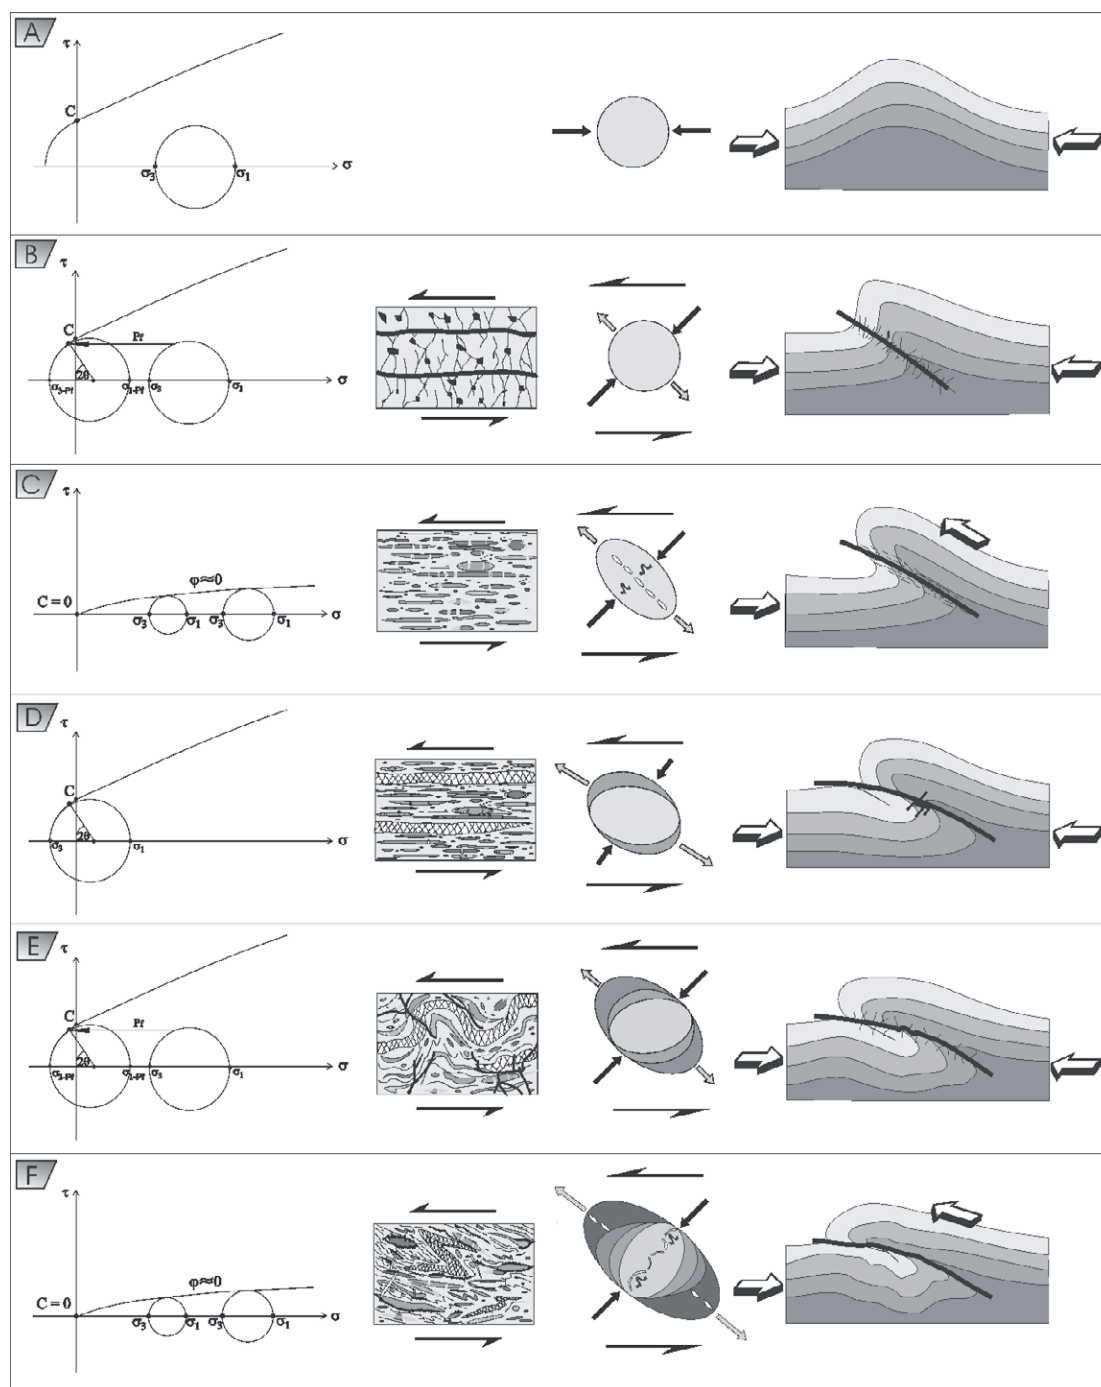 A
τ
C
σ
σ3
σ1
B
τ
C
Pf
2θ
σ3-Pf
σ1-Pf
σ3
σ1
σ
C
τ
φ≈0
C = 0
σ3
σ1
σ3
σ1
σ
D
τ
C
2θ
σ3
σ1
σ
E
τ
C
Pf
2θ
σ3-Pf
σ1-Pf
σ3
σ1
σ
F
τ
φ≈0
C = 0
σ3
σ1
σ3
σ1
σ